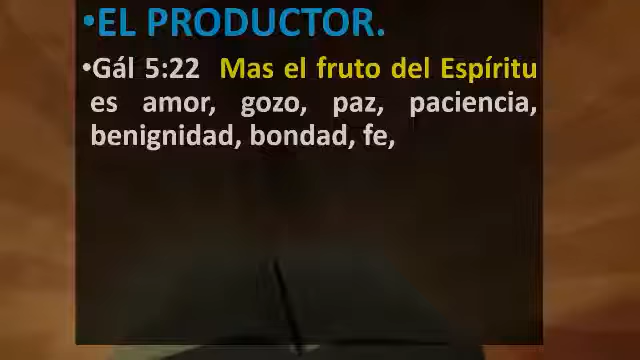 •EL PRODUCTOR.
•Gál 5:22 Mas el fruto del Espíritu
es amor, gozo, paz, paciencia,
benignidad, bondad, fe,